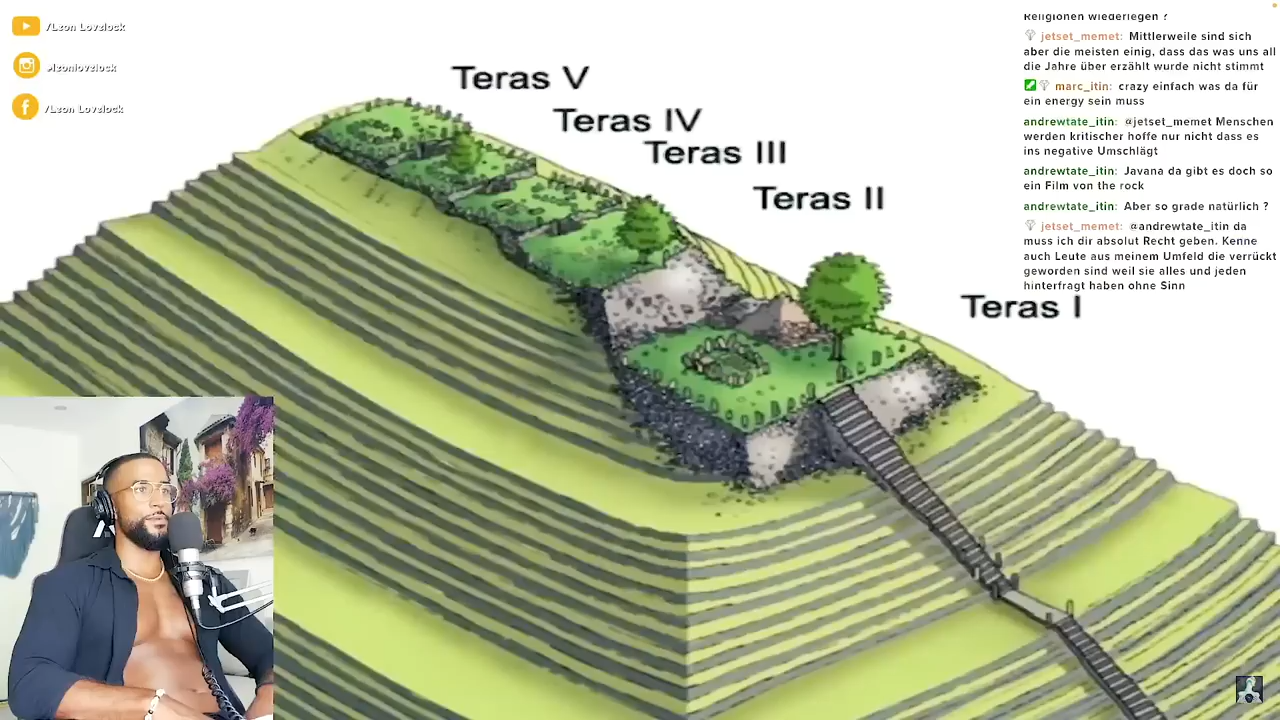 /Leon Lovelock
/leonlovelock
/Leon Lovelock
Teras V
Teras IV
Teras III
Teras II
Teras I
Religionen wiederlegen ?
jetset_memet: Mittlerweile sind sich
aber die meisten einig, dass das was uns all
die Jahre über erzählt wurde nicht stimmt
marc_itin: crazy einfach was da für
ein energy sein muss
andrewtate_itin: @jetset_memet Menschen
werden kritischer hoffe nur nicht dass es
ins negative Umschlägt
andrewtate_itin: Javana da gibt es doch so
ein Film von the rock
andrewtate_itin: Aber so grade natürlich ?
jetset_memet: @andrewtate_itin da
muss ich dir absolut Recht geben. Kenne
auch Leute aus meinem Umfeld die verrückt
geworden sind weil sie alles und jeden
hinterfragt haben ohne Sinn